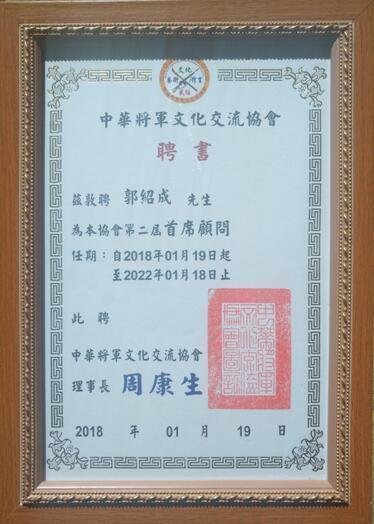 文化
中華將軍文化交流協會
聘書
茲敦聘 郭紹成 先生
為本協會第二屆首席顧問
任期：自2018年01月19日起
至2022年01月18日止
此聘
中華將軍文化交流協會
理事長 周康生
2018 年 01 月 19 日